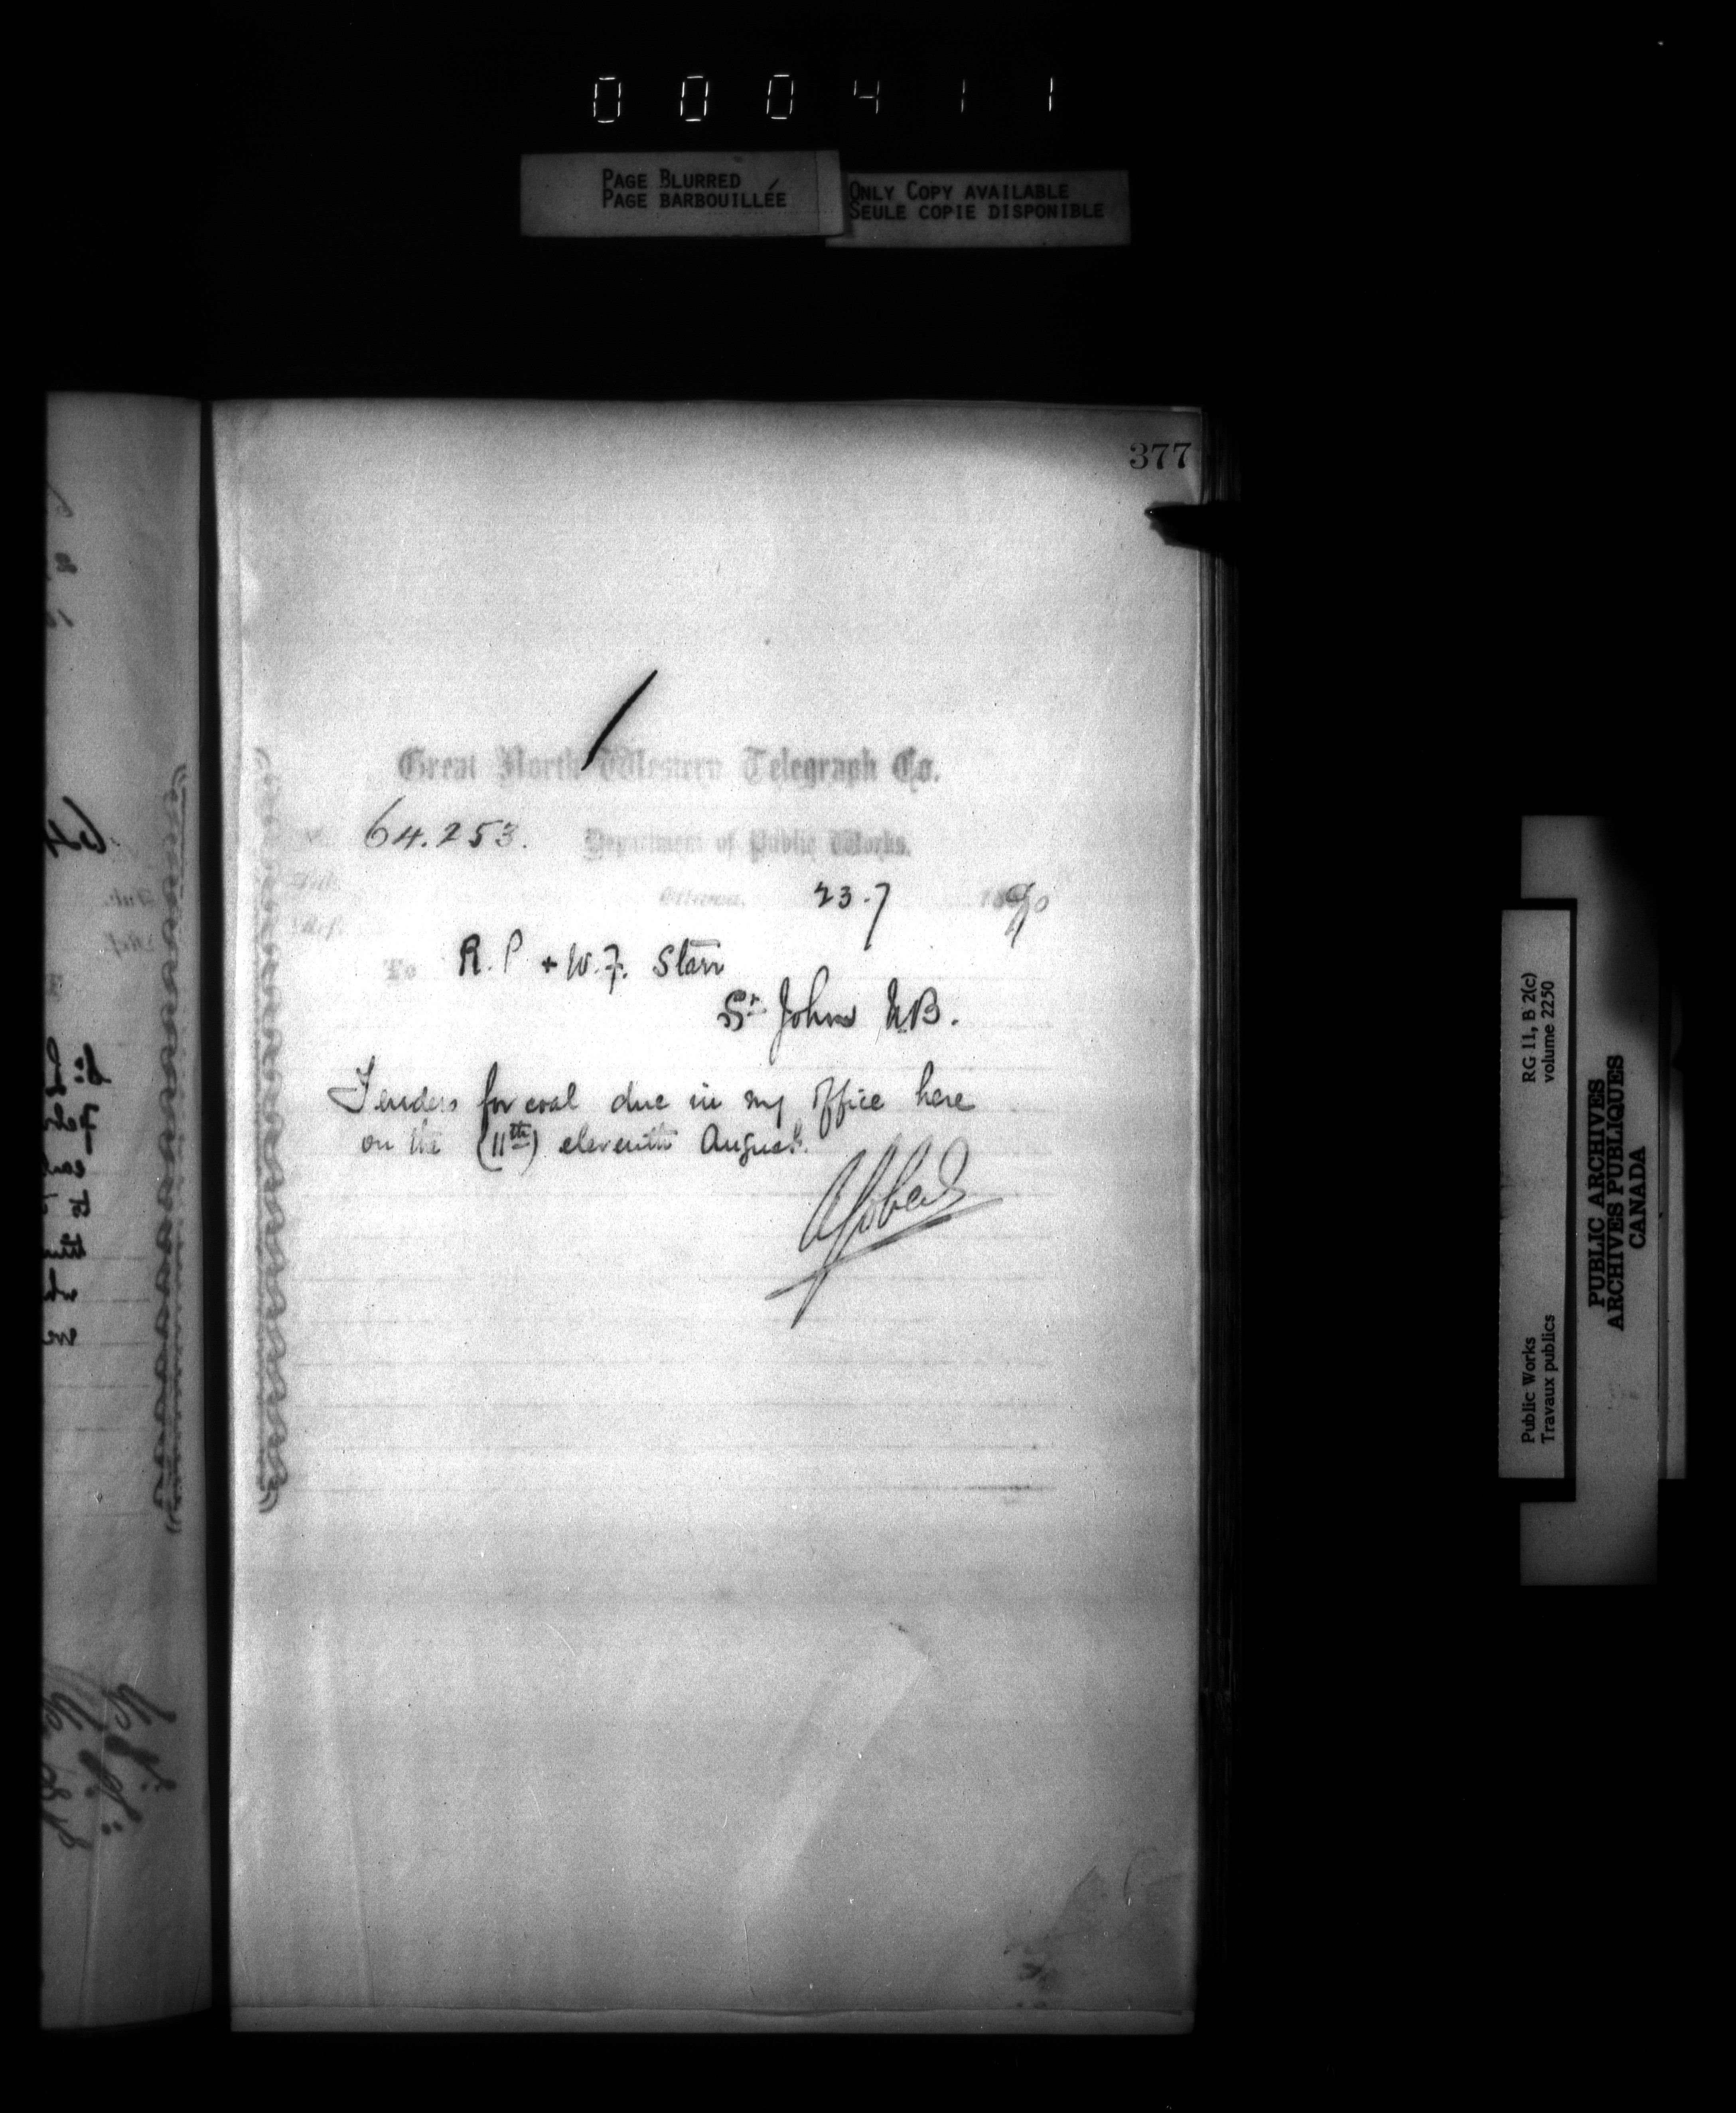 000411
PAGE BLURRED
PAGE BARBOUILLÉE
ONLY COPY AVAILABLE
SEULE COPIE DISPONIBLE
377
Great North Western Telegraph Co.
64.253. Department of Public Works.
Ottawa, 23.7 1890
To R.P + W.F. Starr
St Johns N.B.
Tenders for coal due in my office here
on the (11th) eleventh August.
Public Works
Travaux publics
RG 11, B 2(c)
volume 2250
PUBLIC ARCHIVES
ARCHIVES PUBLIQUES
CANADA